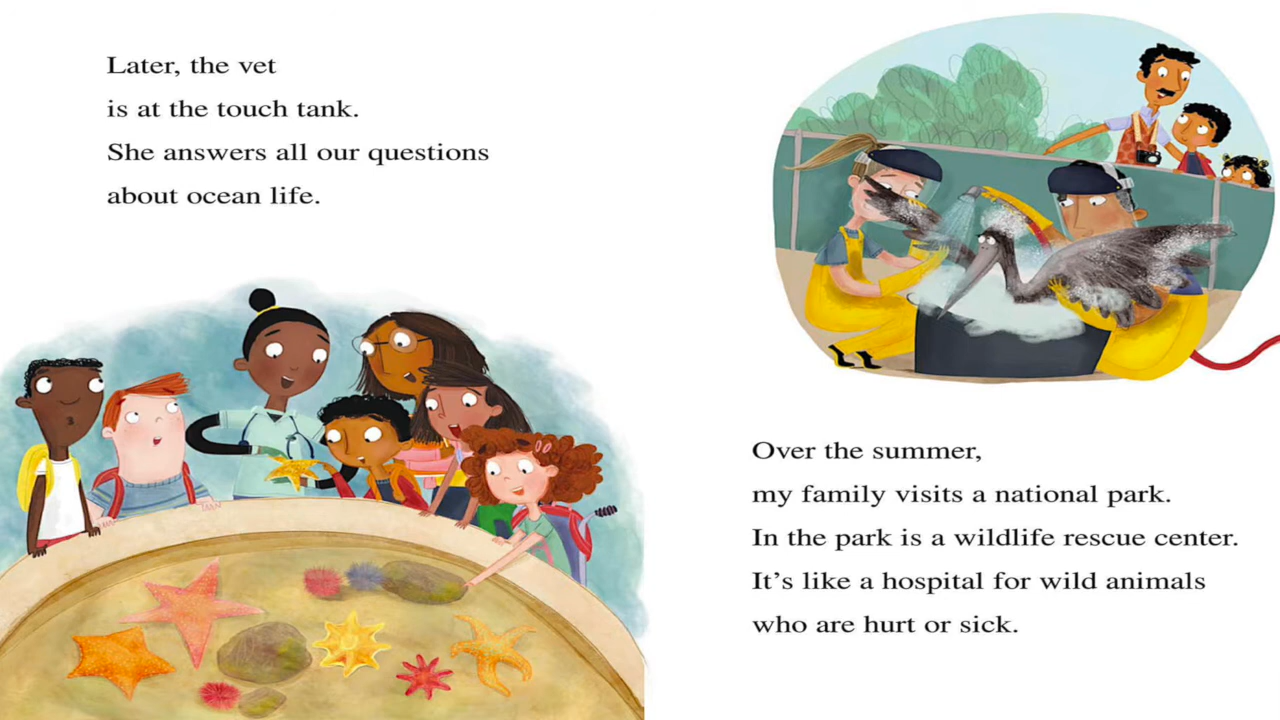 Later, the vet
is at the touch tank.
She answers all our questions
about ocean life.
Over the summer,
my family visits a national park.
In the park is a wildlife rescue center.
It’s like a hospital for wild animals
who are hurt or sick.